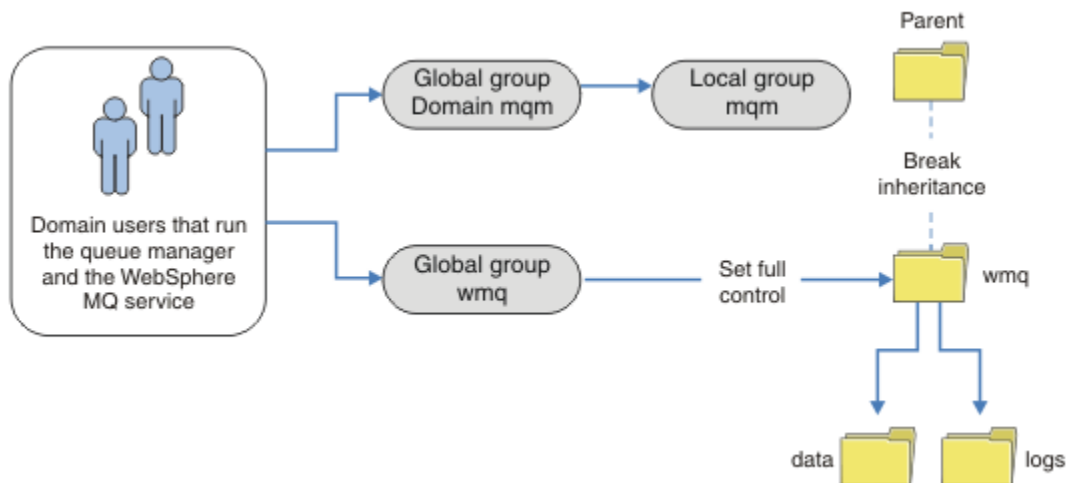 Parent
Global group
Domain mqm
Local group
mqm
Break
inheritance
Domain users that run
the queue manager
and the WebSphere
MQ service
Global group
wmq
Set full
control
wmq
data
logs